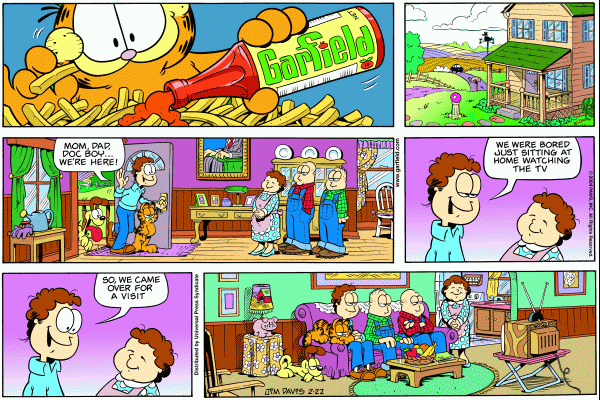 Garfield
MOM, DAD,
DOC BOY...
WE'RE HERE!
www.garfield.com
WE WERE BORED
JUST SITTING AT
HOME WATCHING
THE TV
SO, WE CAME
OVER FOR
A VISIT
Distributed by Universal Press Syndicate
JIM DAVIS 2-22